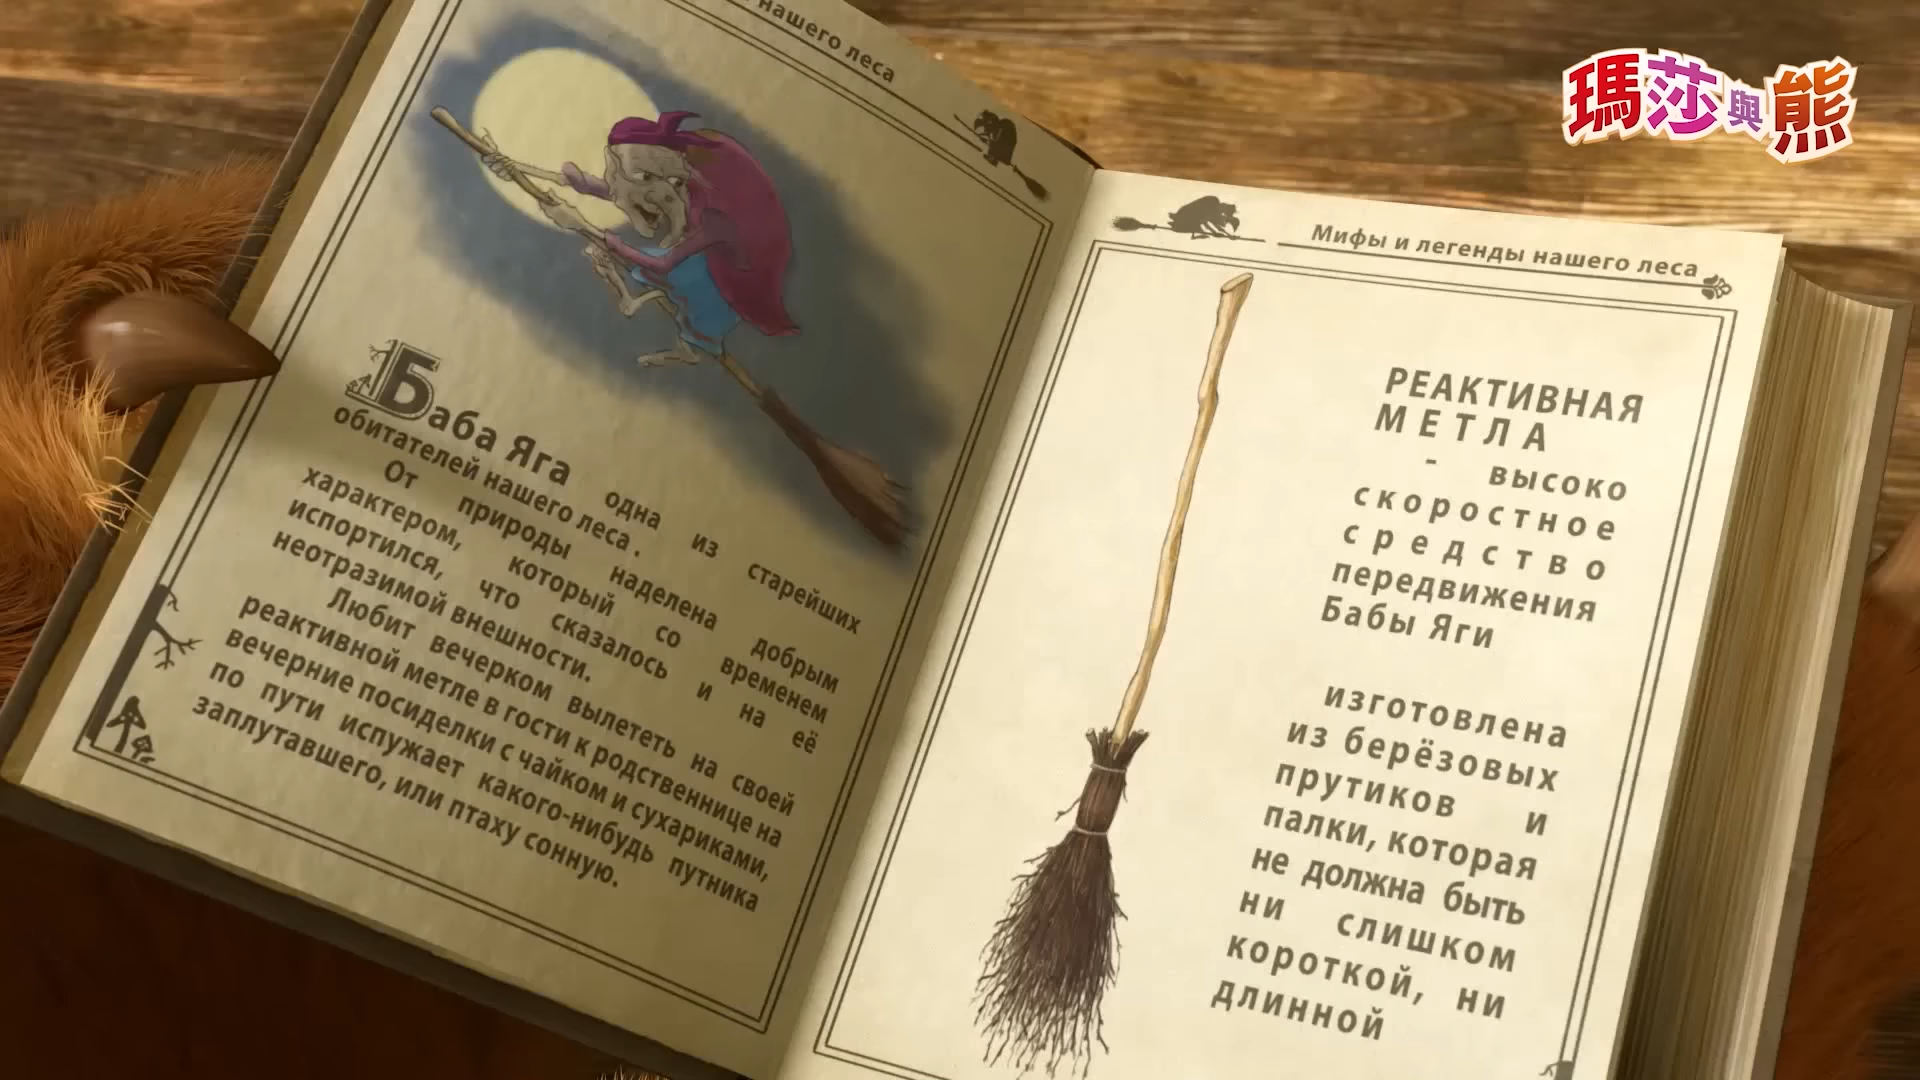 нашего леса
Баба Яга одна из старейших
обитателей нашего леса.
От природы наделена добрым
характером, который со временем
испортился, что сказалось и на её
неотразимой внешности.
Любит вечерком вылететь на своей
реактивной метле в гости к родственнице на
вечерние посиделки с чайком и сухариками,
по пути испужает какого-нибудь путника
заплутавшего, или птаху сонную.
瑪莎與熊
Мифы и легенды нашего леса
РЕАКТИВНАЯ
МЕТЛА
- высоко
скоростное
средство
передвижения
Бабы Яги
изготовлена
из берёзовых
прутиков и
палки, которая
не должна быть
ни слишком
короткой, ни
длинной